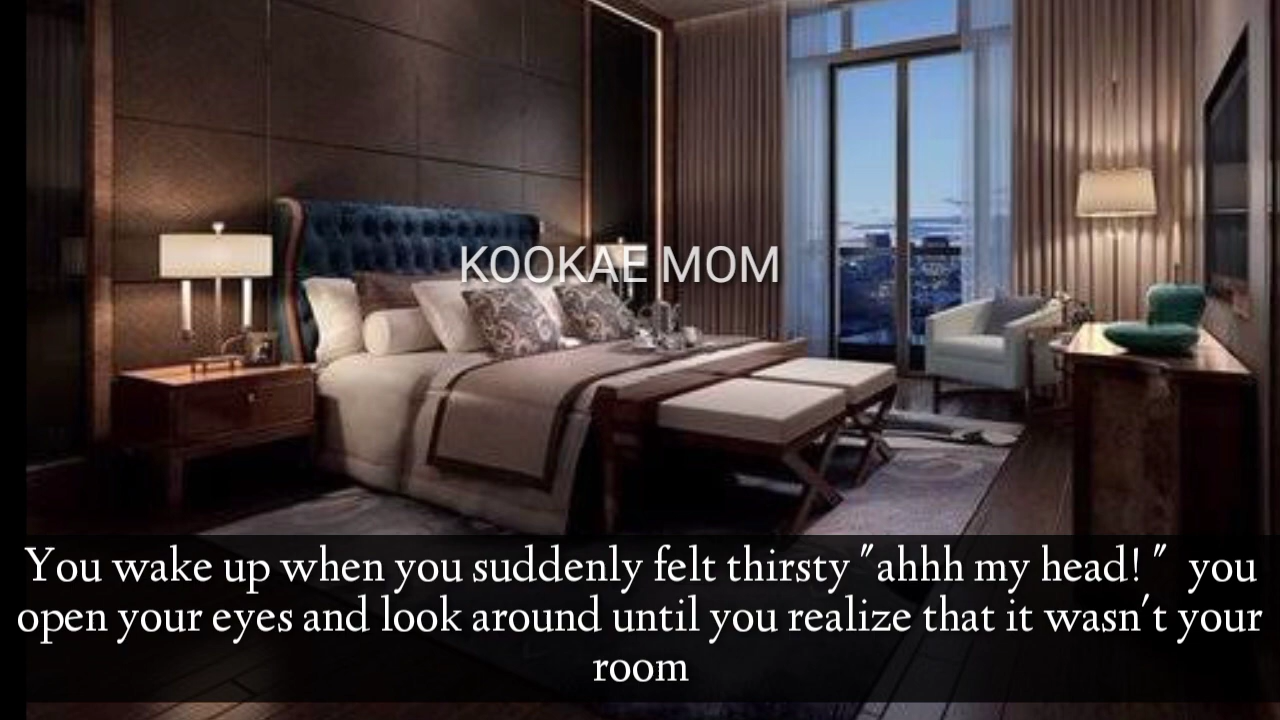 KOOKAE MOM
You wake up when you suddenly felt thirsty "ahhh my head! " you
open your eyes and look around until you realize that it wasn't your
room